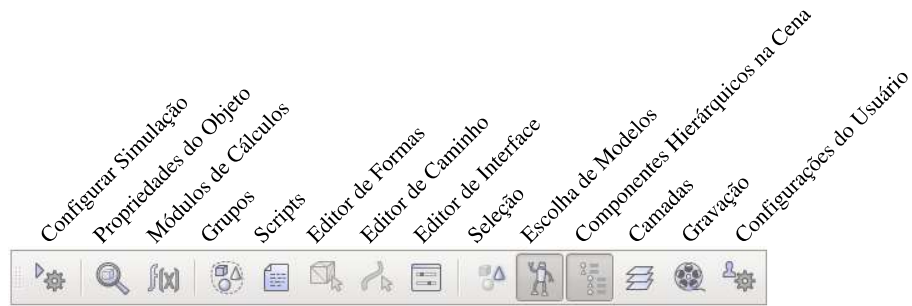 Configurar Simulação
Propriedades do Objeto
Módulos de Cálculos
Grupos
Scripts
Editor de Formas
Editor de Caminho
Editor de Interface
Seleção
Escolha de Modelos
Componentes Hierárquicos na Cena
Camadas
Gravação
Configurações do Usuário
f(x)